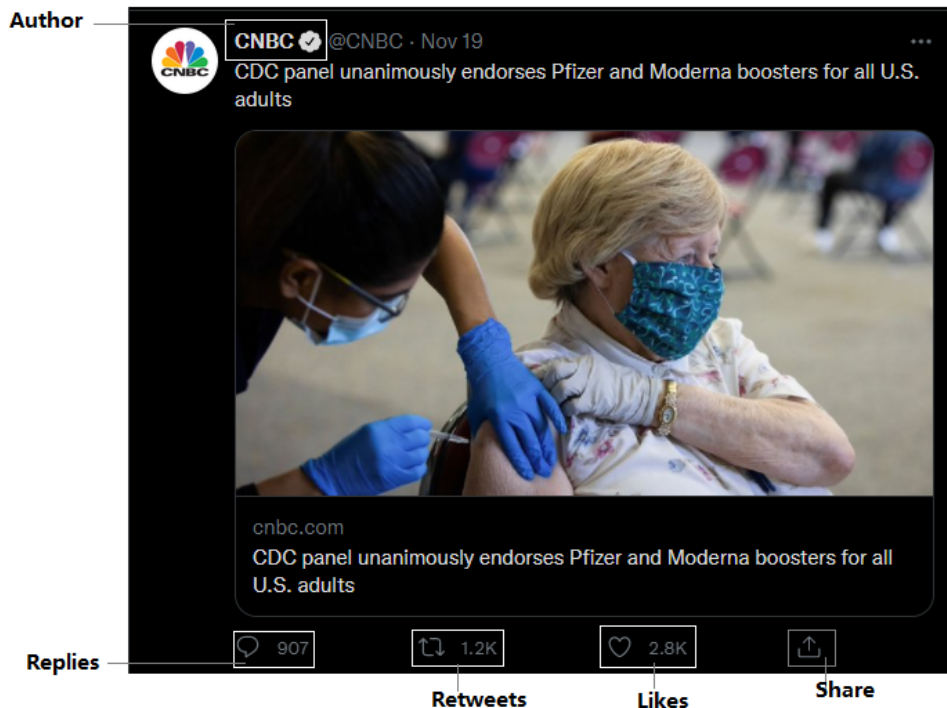 Author
CNBC @CNBC · Nov 19
CNBC
CDC panel unanimously endorses Pfizer and Moderna boosters for all U.S.
adults
cnbc.com
CDC panel unanimously endorses Pfizer and Moderna boosters for all
U.S. adults
907 1.2K 2.8K
Replies
Retweets
Likes
Share